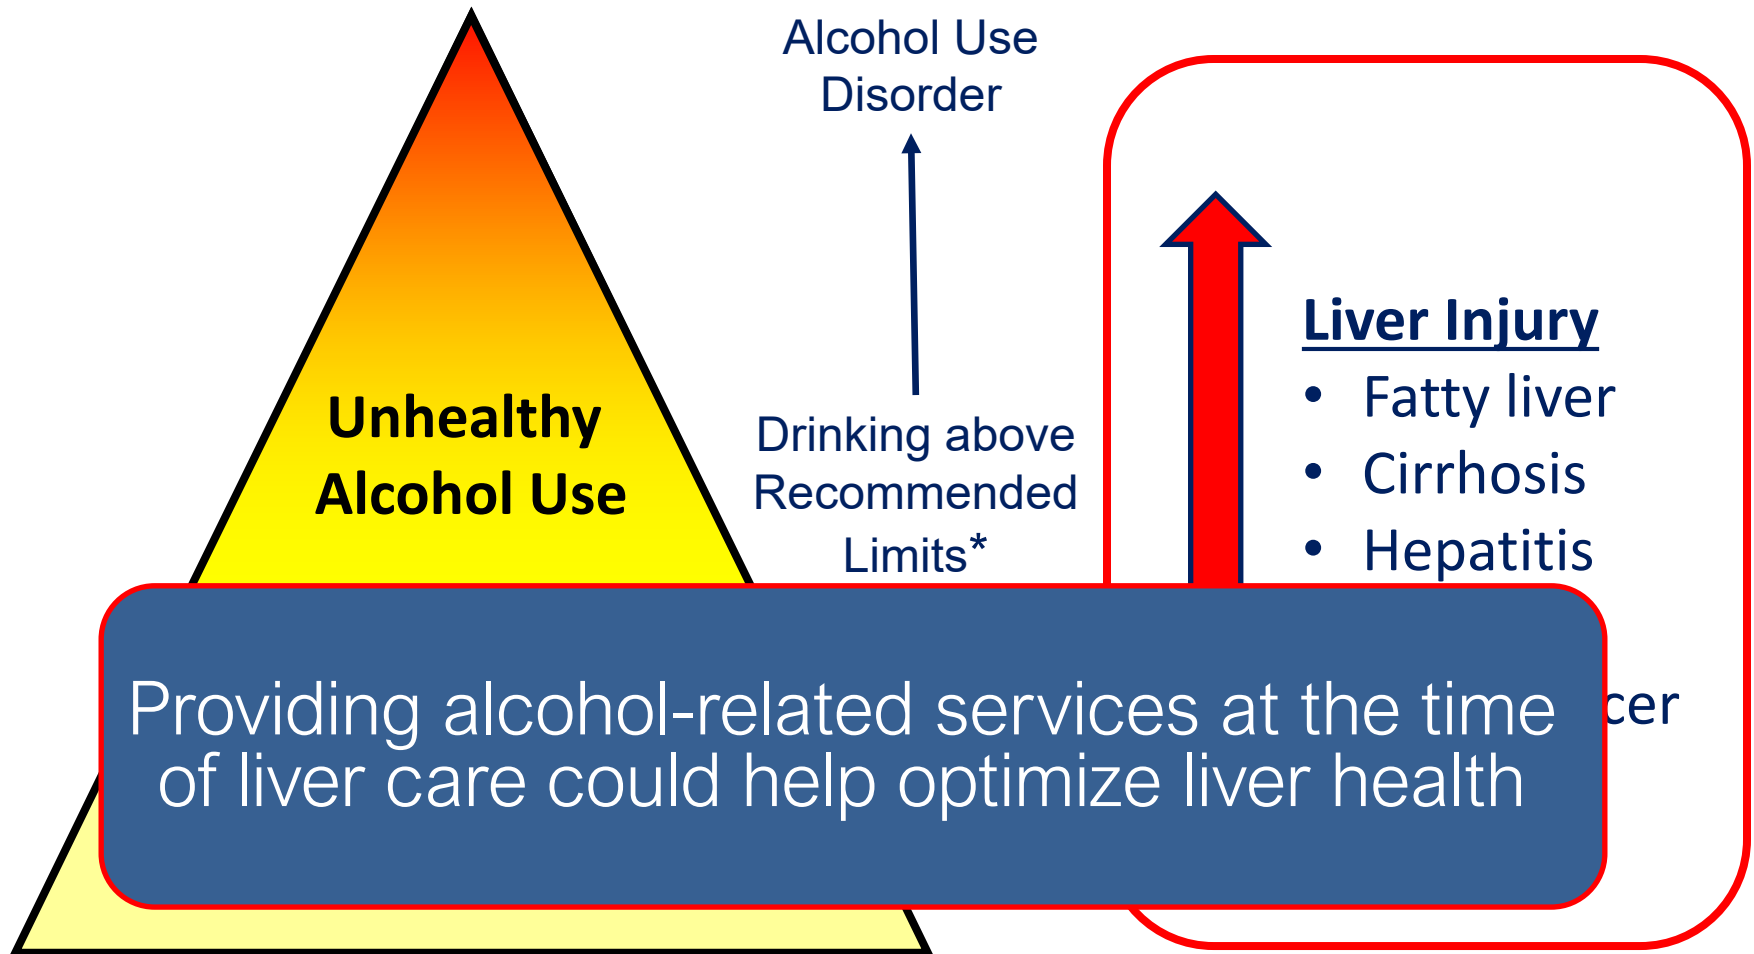 Alcohol Use
Disorder
Unhealthy
Alcohol Use
Drinking above
Recommended
Limits*
Liver Injury
• Fatty liver
• Cirrhosis
• Hepatitis
Providing alcohol-related services at the time
of liver care could help optimize liver health